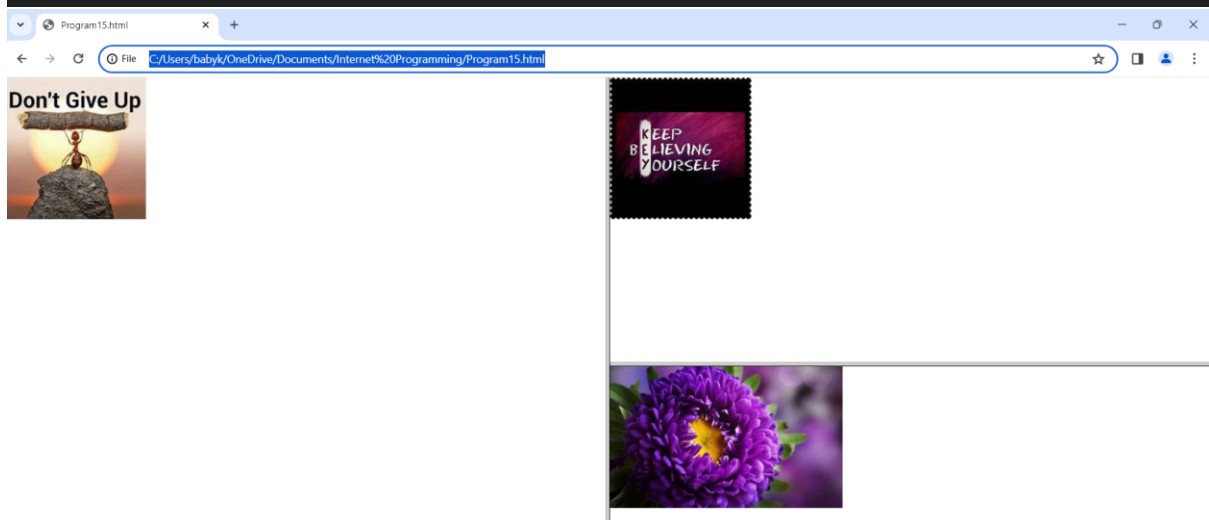 Program15.html
File C:/Users/babyk/OneDrive/Documents/Internet%20Programming/Program15.html
Don't Give Up
KEEP
BELIEVING
YOURSELF